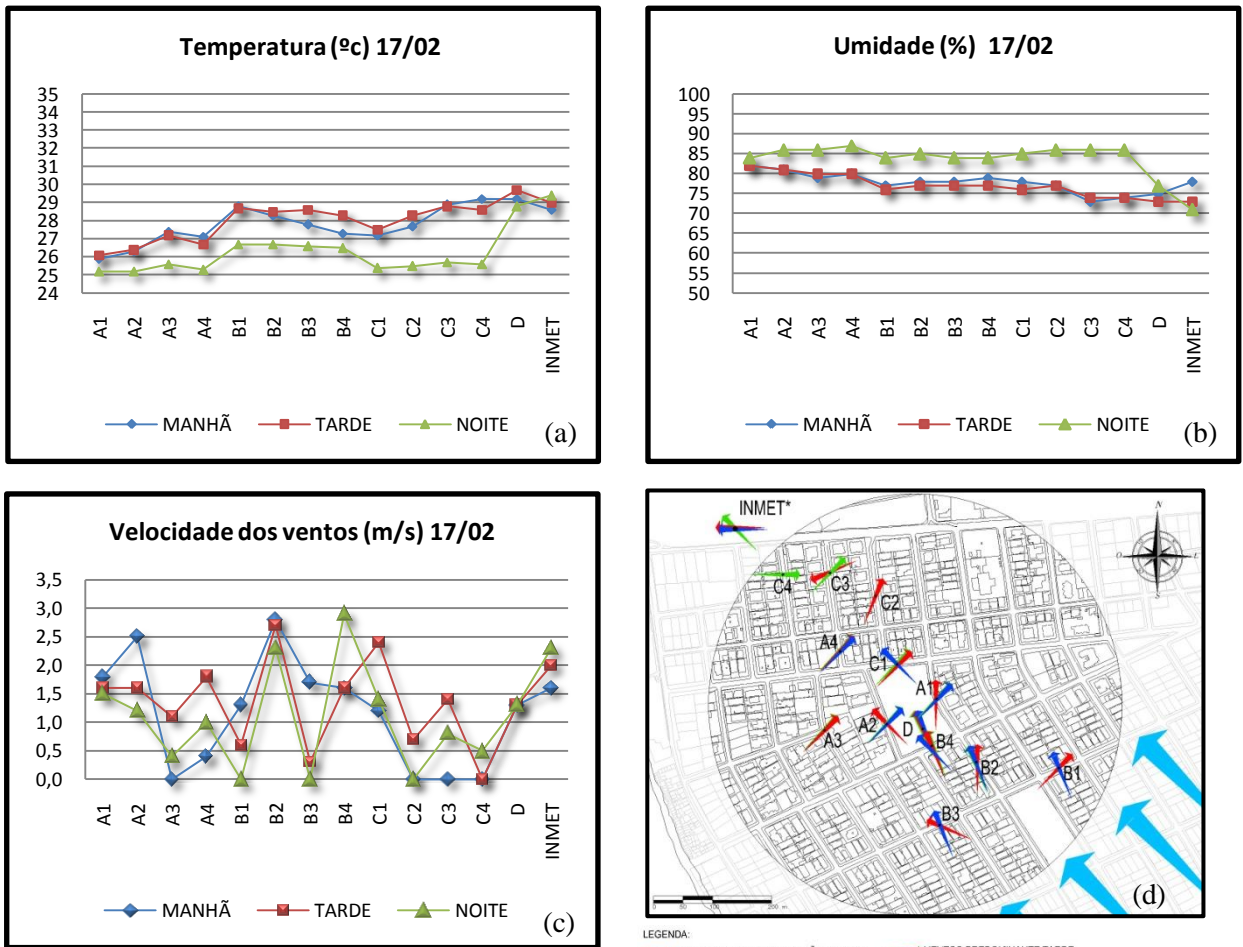 Temperatura (ºc) 17/02
35
34
33
32
31
30
29
28
27
26
25
24
A1
A2
A3
A4
B1
B2
B3
B4
C1
C2
C3
C4
D
INMET
MANHÃ TARDE NOITE
(a)
Umidade (%) 17/02
100
95
90
85
80
75
70
65
60
55
50
A1
A2
A3
A4
B1
B2
B3
B4
C1
C2
C3
C4
D
INMET
MANHÃ TARDE NOITE
(b)
Velocidade dos ventos (m/s) 17/02
3,5
3,0
2,5
2,0
1,5
1,0
0,5
0,0
A1
A2
A3
A4
B1
B2
B3
B4
C1
C2
C3
C4
D
INMET
MANHÃ TARDE NOITE
(c)
INMET*
N
O
L
S
C4
C3
C2
A4
C1
A1
A2
D
A3
B4
B2
B1
B3
0 50 100 200 m
(d)
LEGENDA: